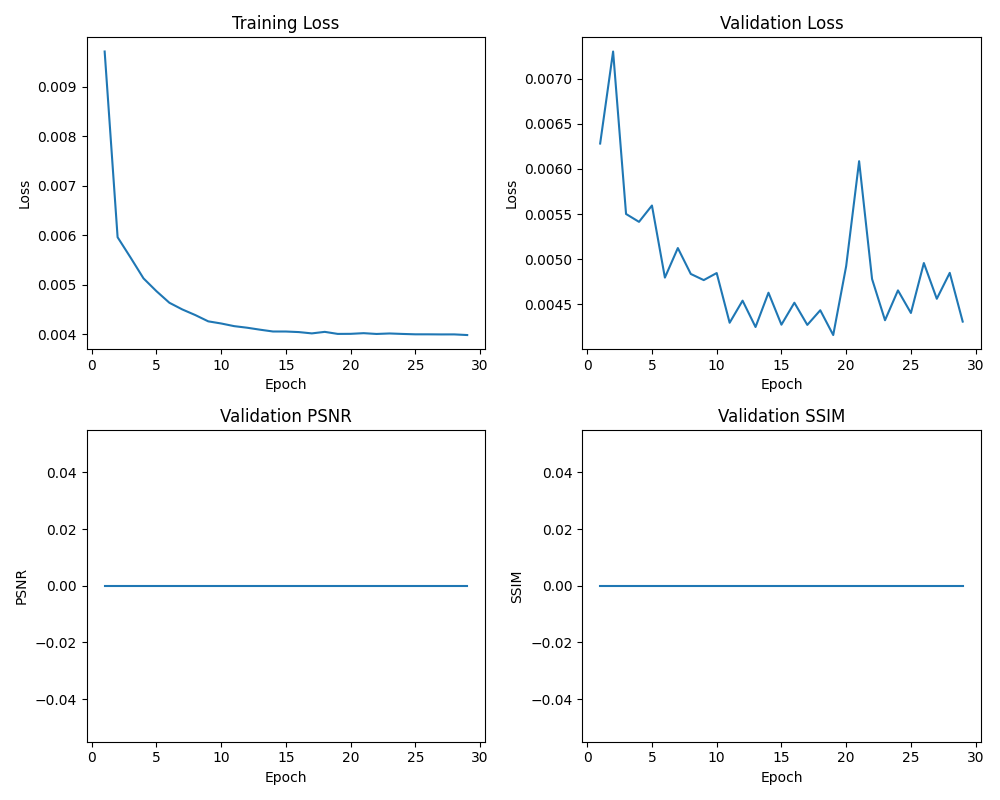 Training Loss
Loss
0.009
0.008
0.007
0.006
0.005
0.004
0 5 10 15 20 25 30
Epoch
Validation Loss
Loss
0.0070
0.0065
0.0060
0.0055
0.0050
0.0045
0 5 10 15 20 25 30
Epoch
Validation PSNR
PSNR
0.04
0.02
0.00
−0.02
−0.04
0 5 10 15 20 25 30
Epoch
Validation SSIM
SSIM
0.04
0.02
0.00
−0.02
−0.04
0 5 10 15 20 25 30
Epoch